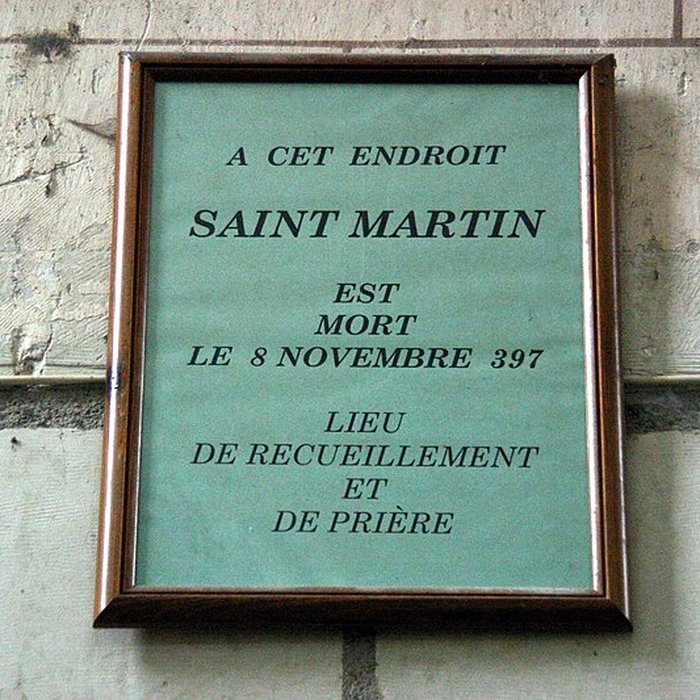 A CET ENDROIT
SAINT MARTIN
EST
MORT
LE 8 NOVEMBRE 397
LIEU
DE RECUEILLEMENT
ET
DE PRIÈRE